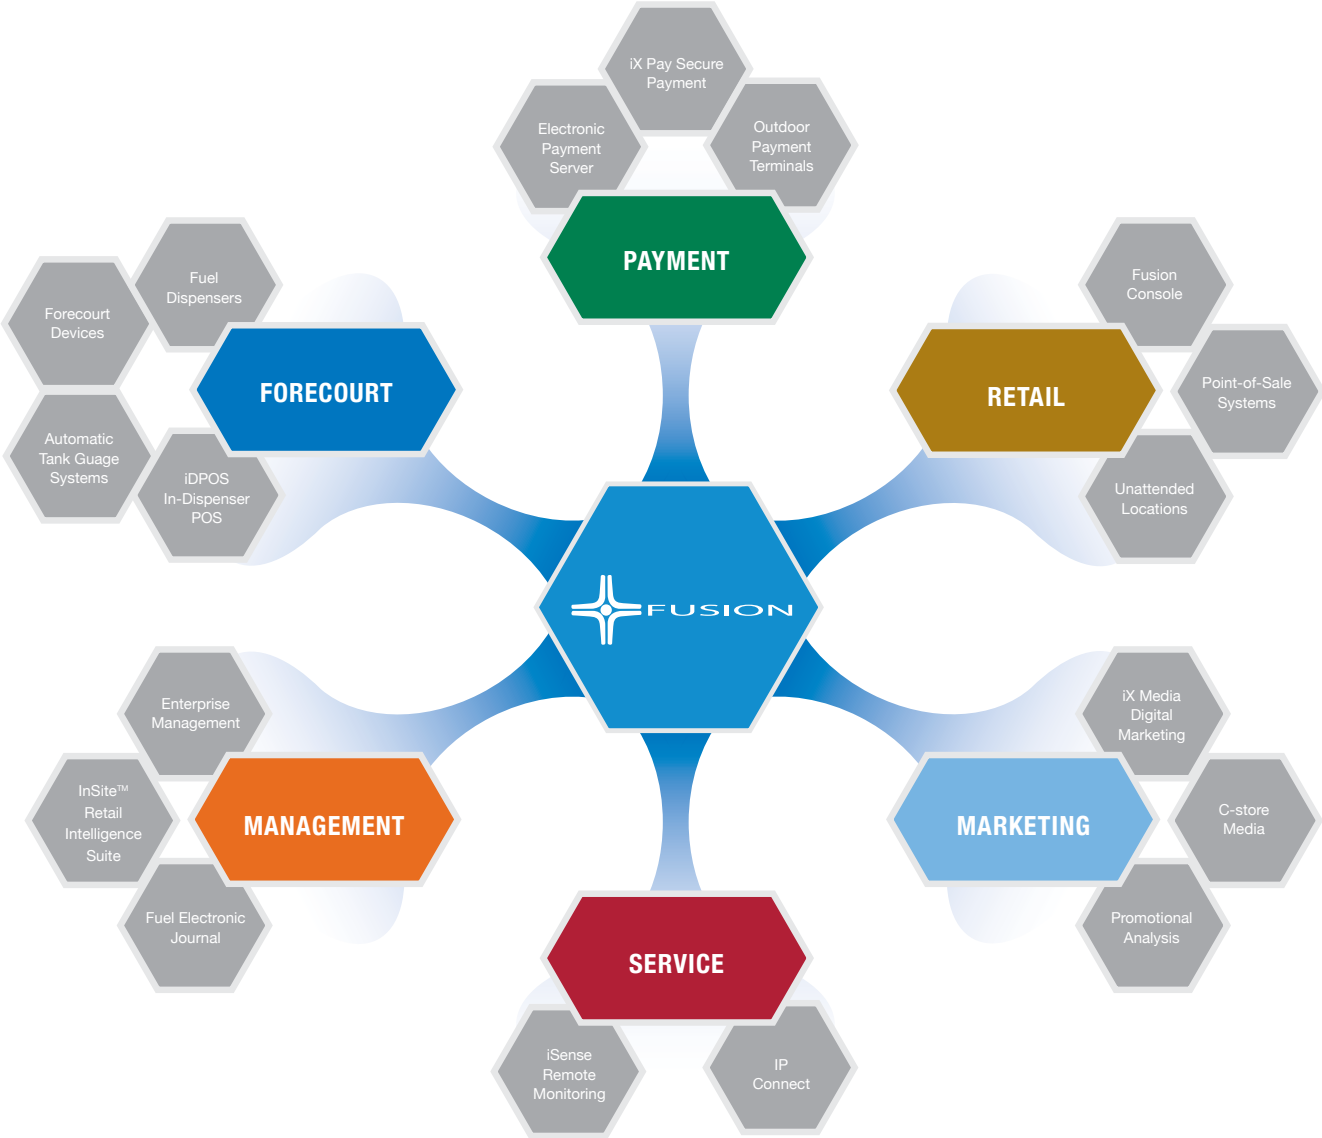 iX Pay Secure
Payment
Electronic
Payment
Server
Outdoor
Payment
Terminals
PAYMENT
Fuel
Dispensers
Forecourt
Devices
FORECOURT
Automatic
Tank Guage
Systems
iDPOS
In-Dispenser
POS
Fusion
Console
RETAIL
Point-of-Sale
Systems
Unattended
Locations
FUSION
Enterprise
Management
InSite™
Retail
Intelligence
Suite
MANAGEMENT
Fuel Electronic
Journal
iX Media
Digital
Marketing
MARKETING
C-store
Media
Promotional
Analysis
SERVICE
iSense
Remote
Monitoring
IP
Connect